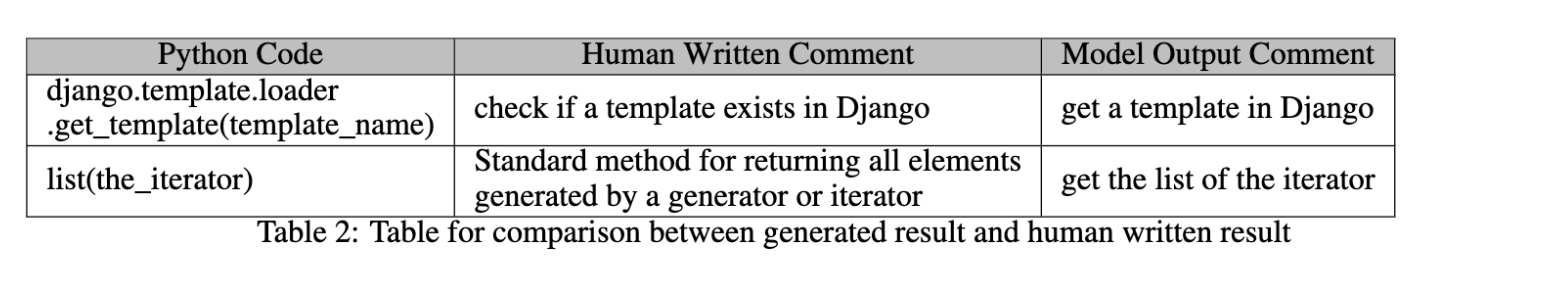 Python Code Human Written Comment Model Output Comment
django.template.loader
.get_template(template_name)
check if a template exists in Django
get a template in Django
list(the_iterator)
Standard method for returning all elements
generated by a generator or iterator
get the list of the iterator
Table 2: Table for comparison between generated result and human written result